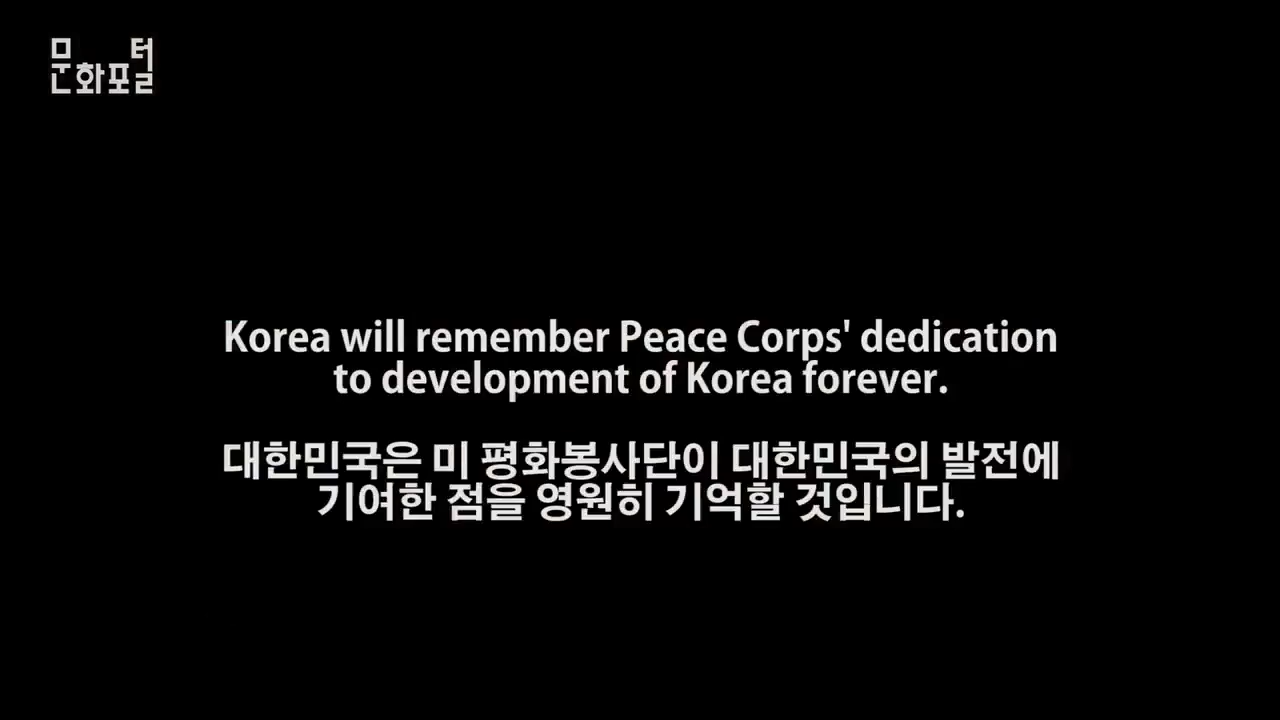 문화포털
Korea will remember Peace Corps' dedication
to development of Korea forever.
대한민국은 미 평화봉사단이 대한민국의 발전에
기여한 점을 영원히 기억할 것입니다.